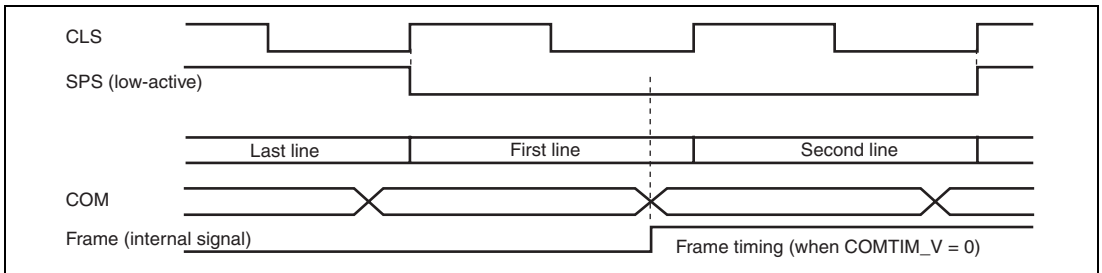 CLS
SPS (low-active)
Last line First line Second line
COM
Frame (internal signal)
Frame timing (when COMTIM_V = 0)